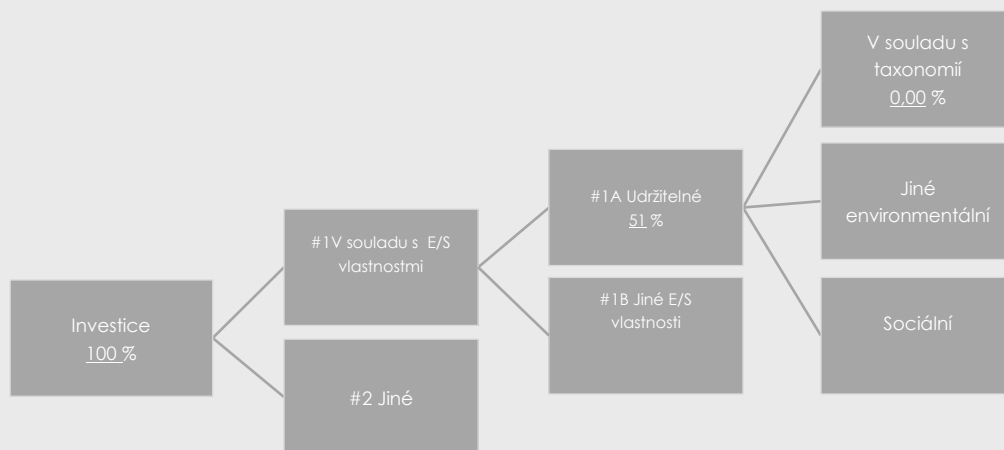 V souladu s
taxonomií
0,00 %
Jiné
environmentální
Sociální
#1A Udržitelné
51 %
#1B Jiné E/S
vlastnosti
#1V souladu s  E/S
vlastnostmi
#2 Jiné
Investice
100 %